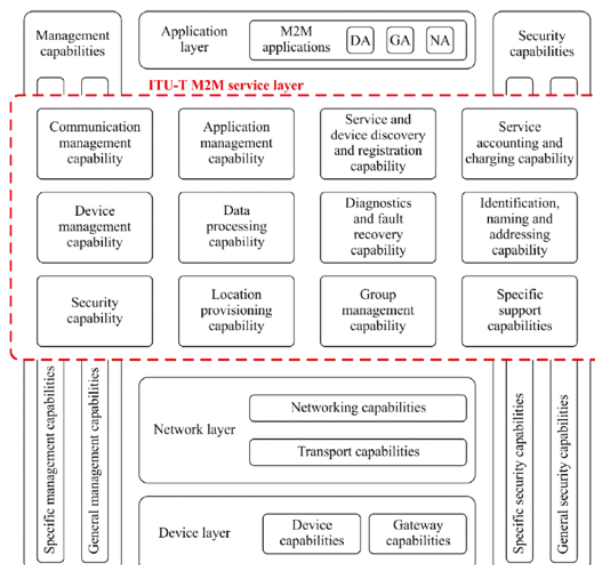 Management
capabilities
Application
layer
M2M
applications
DA
GA
NA
Security
capabilities
ITU-T M2M service layer
Communication
management
capability
Application
management
capability
Service and
device discovery
and registration
capability
Service
accounting and
charging capability
Device
management
capability
Data
processing
capability
Diagnostics
and fault
recovery
capability
Identification,
naming and
addressing
capability
Security
capability
Location
provisioning
capability
Group
management
capability
Specific
support
capabilities
Specific management capabilities
General management capabilities
Network layer
Networking capabilities
Transport capabilities
Device layer
Device
capabilities
Gateway
capabilities
Specific security capabilities
General security capabilities